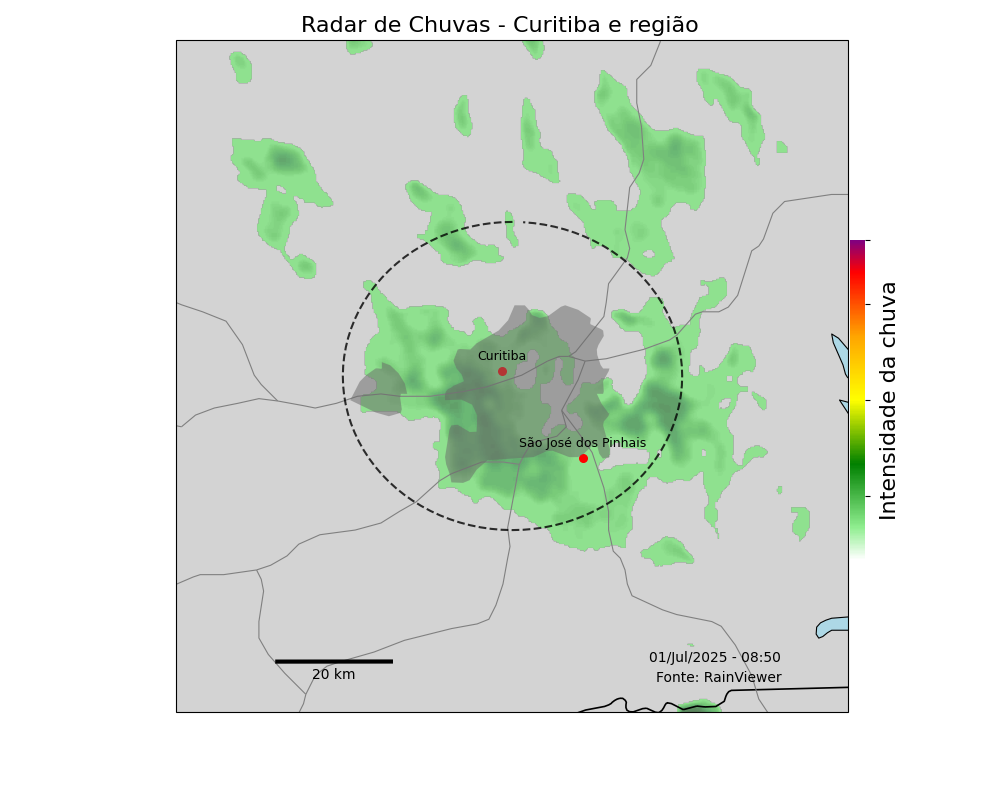 Radar de Chuvas - Curitiba e região
Curitiba
São José dos Pinhais
Intensidade da chuva
20 km
01/Jul/2025 - 08:50
Fonte: RainViewer